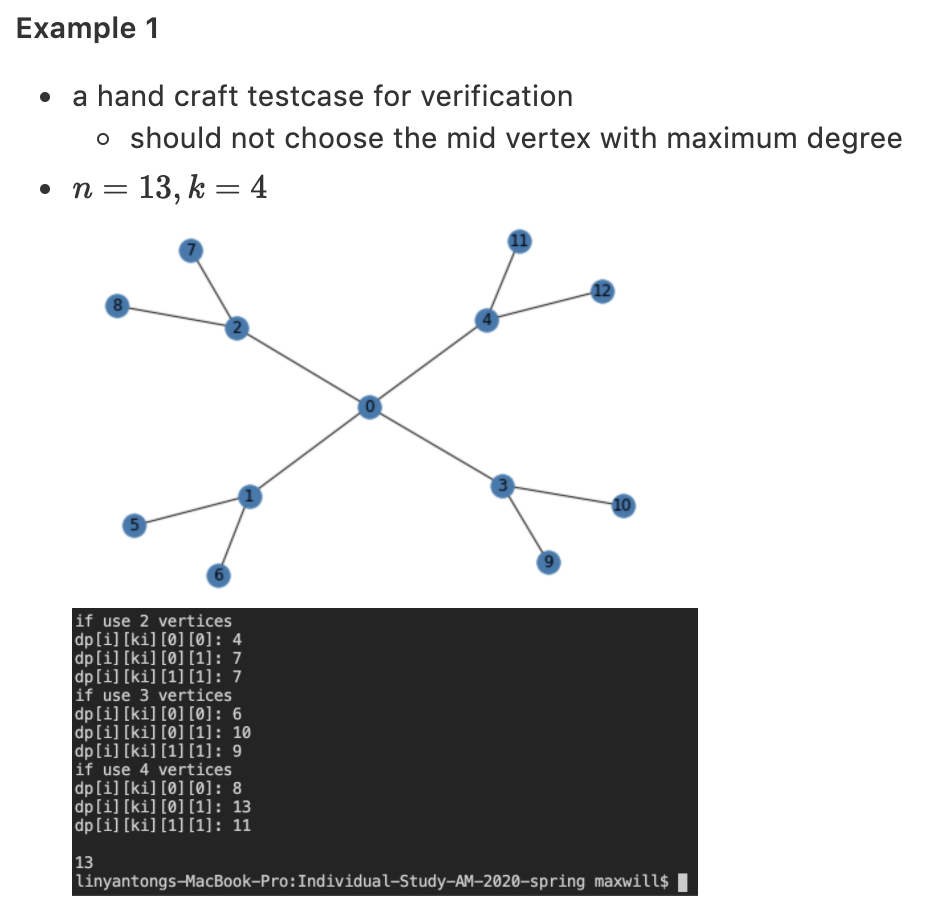 Example 1
a hand craft testcase for verification
should not choose the mid vertex with maximum degree
n = 13, k = 4
7
11
8
12
2
4
0
1
3
5
10
6
9
if use 2 vertices
dp[i][ki][0][0]: 4
dp[i][ki][0][1]: 7
dp[i][ki][1][1]: 7
if use 3 vertices
dp[i][ki][0][0]: 6
dp[i][ki][0][1]: 10
dp[i][ki][1][1]: 9
if use 4 vertices
dp[i][ki][0][0]: 8
dp[i][ki][0][1]: 13
dp[i][ki][1][1]: 11
13
linyantongs-MacBook-Pro:Individual-Study-AM-2020-spring maxwill$